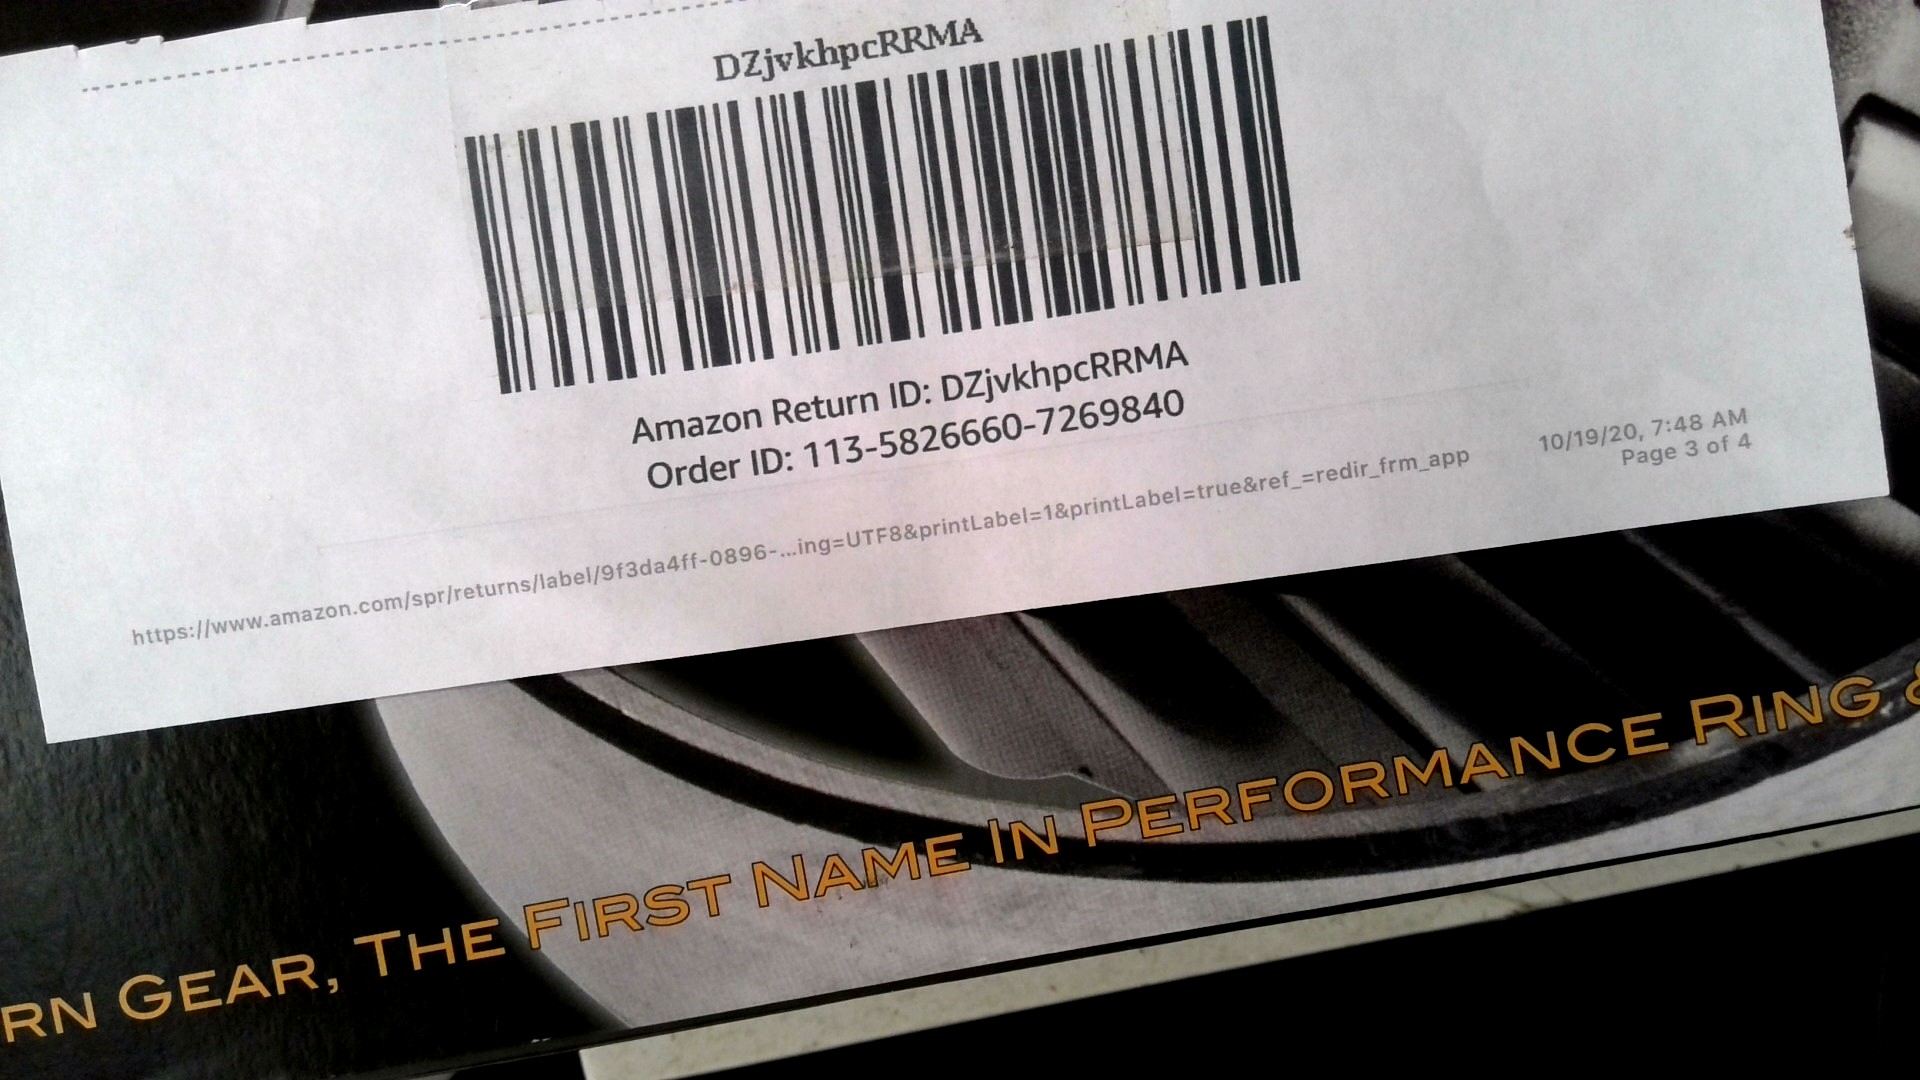 DZjvkhpcRRMA
Amazon Return ID: DZjvkhpcRRMA
Order ID: 113-5826660-7269840
https://www.amazon.com/spr/returns/label/9f3da4ff-0896-...ing=UTF8&printLabel=1&printLabel=true&ref_=redir_frm_app
10/19/20, 7:48 AM
Page 3 of 4
RN GEAR, THE FIRST NAME IN PERFORMANCE RING &